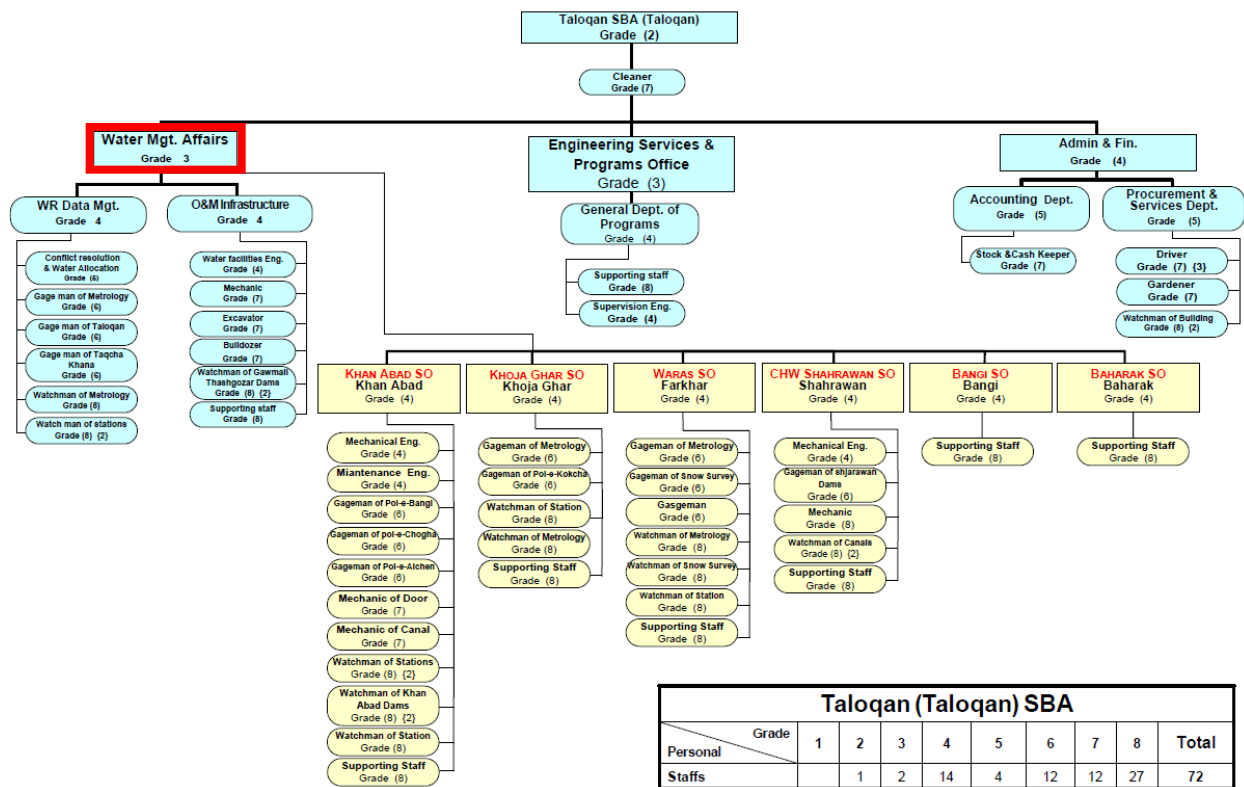 Taloqan SBA (Taloqan)
Grade (2)
Cleaner
Grade (7)
Water Mgt. Affairs
Grade 3
Engineering Services &
Programs Office
Grade (3)
Admin & Fin.
Grade (4)
WR Data Mgt.
Grade 4
O&M Infrastructure
Grade 4
General Dept. of
Programs
Grade (4)
Accounting Dept.
Grade (5)
Procurement &
Services Dept.
Grade (5)
Conflict resolution
& Water Allocation
Grade (6)
Gage man of Metrology
Grade (6)
Gage man of Taloqan
Grade (6)
Gage man of Taqcha
Khana
Grade (6)
Watchman of Metrology
Grade (8)
Watch man of stations
Grade (8) {2}
Water facilities Eng.
Grade (4)
Mechanic
Grade (7)
Excavator
Grade (7)
Bulldozer
Grade (7)
Watchman of Gawmali
Thashgozar Dams
Grade (8) {2}
Supporting staff
Grade (8)
Supporting staff
Grade (8)
Supervision Eng.
Grade (4)
Stock &Cash Keeper
Grade (7)
Driver
Grade (7) {3}
Gardener
Grade (7)
Watchman of Building
Grade (8) {2}
KHAN ABAD SO
Khan Abad
Grade (4)
KHOJA GHAR SO
Khoja Ghar
Grade (4)
WARAS SO
Farkhar
Grade (4)
CHW SHAHRAWAN SO
Shahrawan
Grade (4)
BANGI SO
Bangi
Grade (4)
BAHARAK SO
Baharak
Grade (4)
Mechanical Eng.
Grade (4)
Miantenance Eng.
Grade (4)
Gageman of Pol-e-Bangi
Grade (6)
Gageman of pol-e-Chogha
Grade (6)
Gageman of Pol-e-Alchen
Grade (6)
Mechanic of Door
Grade (7)
Mechanic of Canal
Grade (7)
Watchman of Stations
Grade (8) {2}
Watchman of Khan
Abad Dams
Grade (8) {2}
Watchman of Station
Grade (8)
Supporting Staff
Grade (8)
Gageman of Metrology
Grade (6)
Gageman of Pol-e-Kokcha
Grade (6)
Watchman of Station
Grade (8)
Watchman of Metrology
Grade (8)
Supporting Staff
Grade (8)
Gageman of Metrology
Grade (6)
Gageman of Snow Survey
Grade (6)
Gasgeman
Grade (6)
Watchman of Metrology
Grade (8)
Watchman of Snow Survey
Grade (8)
Watchman of Station
Grade (8)
Supporting Staff
Grade (8)
Mechanical Eng.
Grade (4)
Gageman of shjarawan
Dams
Grade (6)
Mechanic
Grade (8)
Watchman of Canals
Grade (8) {2}
Supporting Staff
Grade (8)
Supporting Staff
Grade (8)
Supporting Staff
Grade (8)
Taloqan (Taloqan) SBA
Grade
Personal
1 2 3 4 5 6 7 8 Total
Staffs 1 2 14 4 12 12 27 72